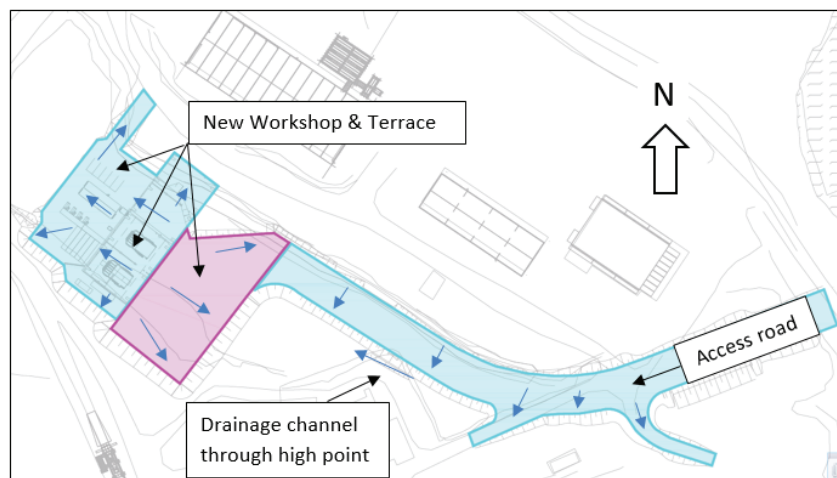 N
New Workshop & Terrace
Access road
Drainage channel
through high point